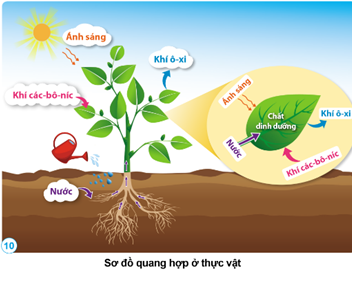 Ánh sáng
Khí ô-xi
Khí các-bô-níc
Nước
Ánh sáng
Chất
dinh dưỡng
Khí ô-xi
Nước
Khí các-bô-níc
10
Sơ đồ quang hợp ở thực vật